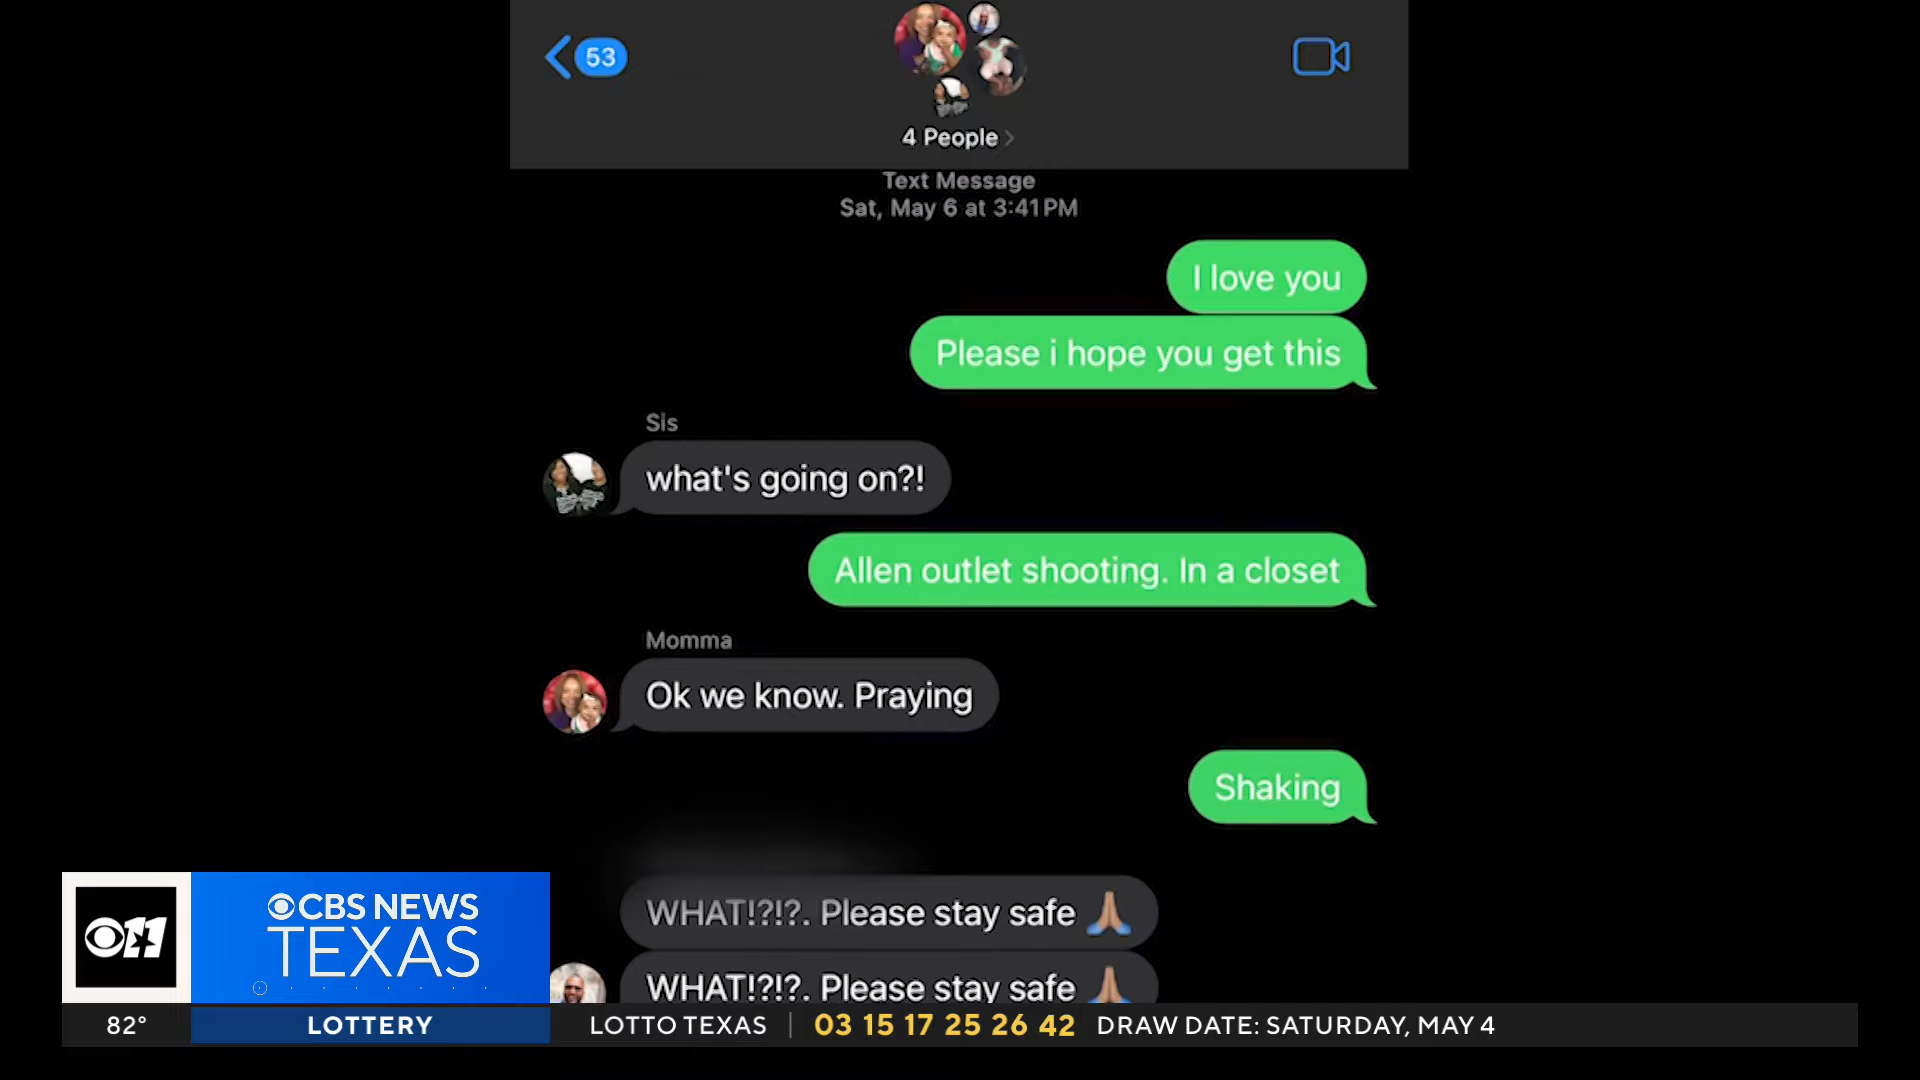 53
4 People
Text Message
Sat, May 6 at 3:41 PM
I love you
Please i hope you get this
Sis
what's going on?!
Allen outlet shooting. In a closet
Momma
Ok we know. Praying
Shaking
WHAT!?!?. Please stay safe 🙏🏽
WHAT!?!?. Please stay safe 🙏🏽
11
CBS NEWS
TEXAS
82°
LOTTERY
LOTTO TEXAS | 03 15 17 25 26 42 DRAW DATE: SATURDAY, MAY 4